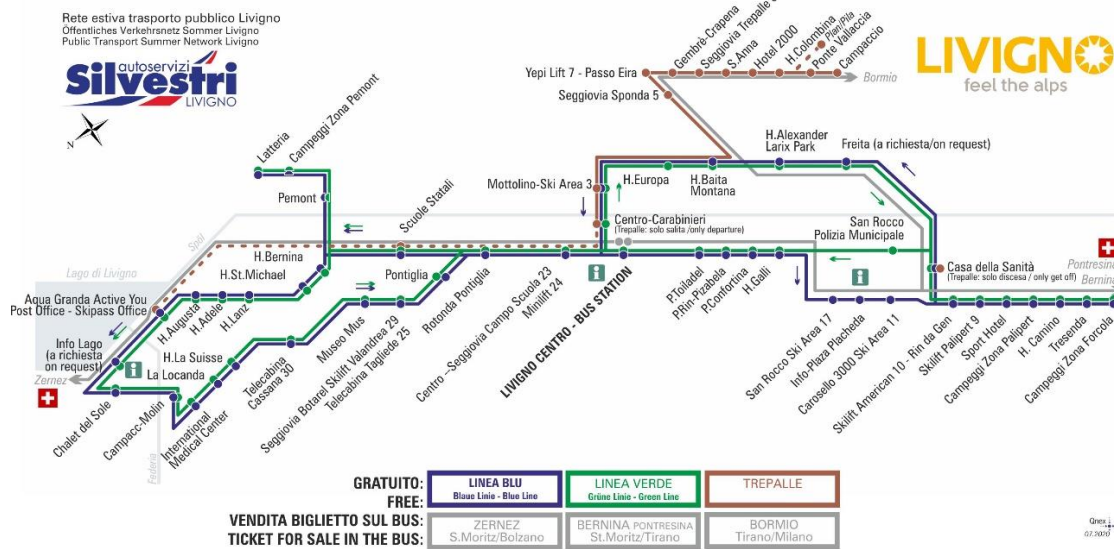 Rete estiva trasporto pubblico Livigno
Öffentliches Verkehrsnetz Sommer Livigno
Public Transport Summer Network Livigno
autoservizi
Silvestri
LIVIGNO
N
LIVIGNO
feel the alps
Yepi Lift 7 - Passo Eira
Gembrè-Crapena
Seggiovia Trepalle
S.Anna
Hotel 2000
H.Colombina
Plan/Pila
Ponte Vallaccia
Campaccio
Bormio
Seggiovia Sponda 5
Latteria
Campeggi Zona Pemont
Pemont
Scuole Statali
Mottolino-Ski Area 3
H.Europa
H.Baita
Montana
H.Alexander
Larix Park
Freita (a richiesta/on request)
Centro-Carabinieri
(Trepalle: solo salita /only departure)
San Rocco
Polizia Municipale
Casa della Sanità
(Trepalle: solo discesa / only get off)
Pontresina
Bernina
Spöl
Lago di Livigno
H.Bernina
H.St.Michael
Aqua Granda Active You
Post Office - Skipass Office
H.Augusta
H.Adele
H.Lanz
Pontiglia
Info Lago
(a richiesta
on request)
Zernez
H.La Suisse
La Locanda
i
Chalet del Sole
Campacc-Molin
Federia
International
Medical Center
Telecabina
Cassana 30
Museo Mus
Seggiovia Botarel Skilift Valandrea 29
Telecabina Tagliede 25
Rotonda Pontiglia
Centro –Seggiovia Campo Scuola 23
Minilift 24
i
LIVIGNO CENTRO - BUS STATION
P.Toiladel
P.Rin-Pizabela
P.Confortina
H.Galli
i
San Rocco Ski Area 17
Info-Plaza Placheda
Carosello 3000 Ski Area 11
Skilift American 10 - Rin da Gen
Skilift Palipert 9
Sport Hotel
Campeggi Zona Palipert
H. Camino
Tresenda
Campeggi Zona Forcola
GRATUITO:
FREE:
LINEA BLU
Blaue Linie - Blue Line
LINEA VERDE
Grüne Linie - Green Line
TREPALLE
VENDITA BIGLIETTO SUL BUS:
TICKET FOR SALE IN THE BUS:
ZERNEZ
S.Moritz/Bolzano
BERNINA PONTRESINA
St.Moritz/Tirano
BORMIO
Tirano/Milano
Qnex
07.2020